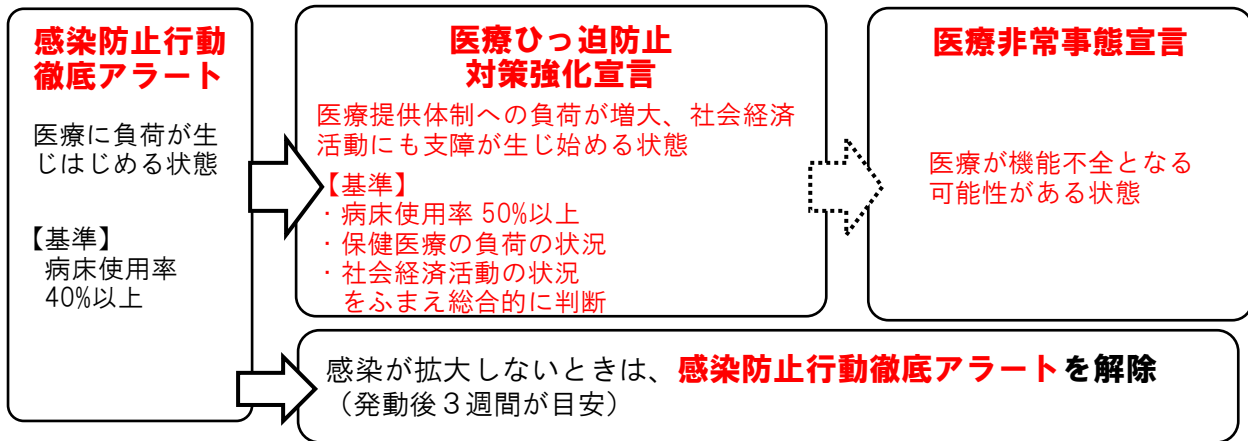 感染防止行動
徹底アラート
医療に負荷が生
じはじめる状態
【基準】
病床使用率
40%以上
医療ひっ迫防止
対策強化宣言
医療提供体制への負荷が増大、社会経済
活動にも支障が生じ始める状態
【基準】
・病床使用率 50%以上
・保健医療の負荷の状況
・社会経済活動の状況
をふまえ総合的に判断
医療非常事態宣言
医療が機能不全となる
可能性がある状態
感染が拡大しないときは、感染防止行動徹底アラートを解除
（発動後３週間が目安）